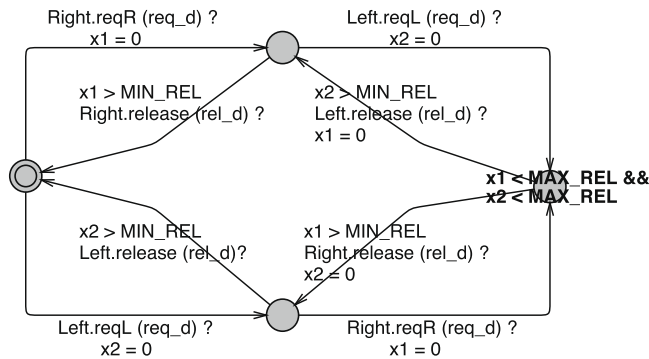 Right.reqR (req_d) ?
x1 = 0
Left.reqL (req_d) ?
x2 = 0
x1 > MIN_REL
Right.release (rel_d) ?
x2 > MIN_REL
Left.release (rel_d) ?
x1 = 0
x1 < MAX_REL &&
x2 < MAX_REL
x2 > MIN_REL
Left.release (rel_d)?
x1 > MIN_REL
Right.release (rel_d) ?
x2 = 0
Left.reqL (req_d) ?
x2 = 0
Right.reqR (req_d) ?
x1 = 0